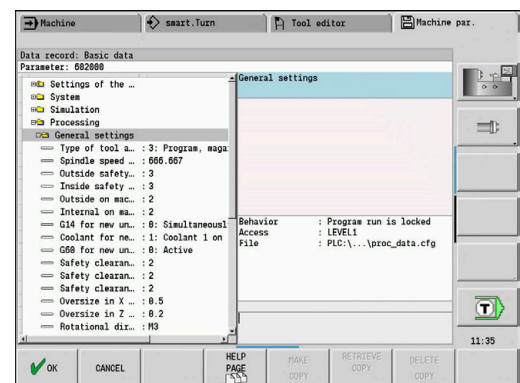 Machine
smart.Turn
Tool editor
Machine par.
Data record: Basic data
Parameter: 602000
Settings of the …
System
Simulation
Processing
General settings
Type of tool a… : 3: Program, maga
Spindle speed … : 666.667
Outside safety… : 3
Inside safety … : 3
Outside on mac… : 2
Internal on ma… : 2
G14 for new un… : 0: Simultaneousl
Coolant for ne… : 1: Coolant 1 on
G60 for new un… : 0: Active
Safety clearan… : 2
Safety clearan… : 2
Safety clearan… : 2
Oversize in X … : 0.5
Oversize in Z … : 0.2
Rotational dir… : M3
General settings
Behavior : Program run is locked
Access : LEVEL1
File : PLC:\...\proc_data.cfg
T
11:35
OK
CANCEL
HELP PAGE
MAKE COPY
RETRIEVE COPY
DELETE COPY